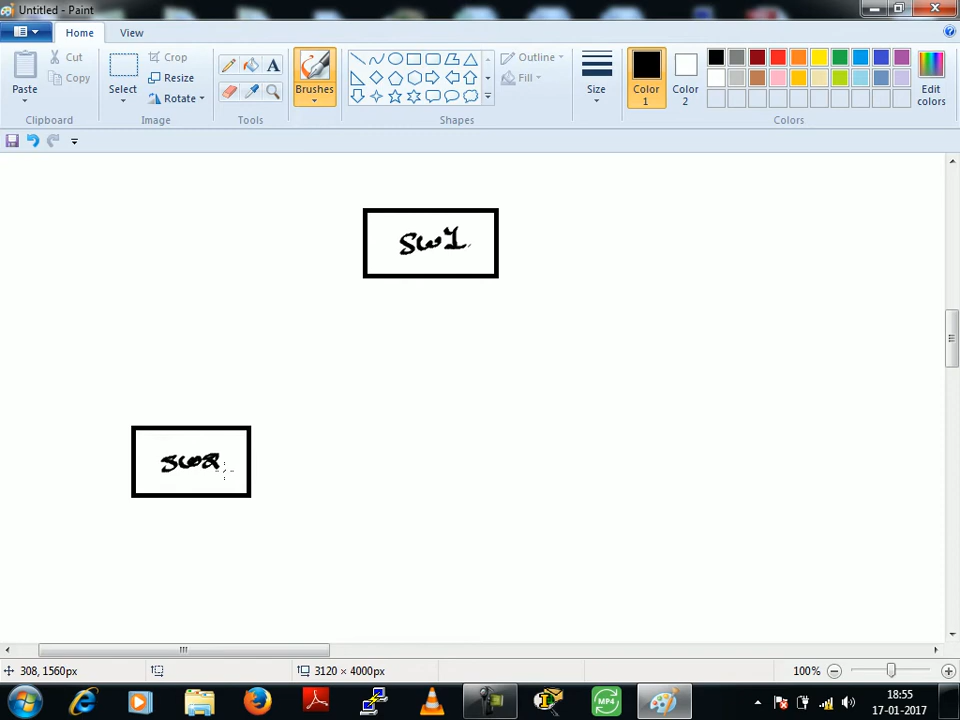 Untitled - Paint
Home
View
Paste
Cut
Copy
Clipboard
Select
Crop
Resize
Rotate
Image
A
Tools
Brushes
Outline
Fill
Shapes
Size
Color 1
Color 2
Edit colors
Colors
SW1
SW2
308, 1560px
3120 × 4000px
100%
MP4
18:55
17-01-2017